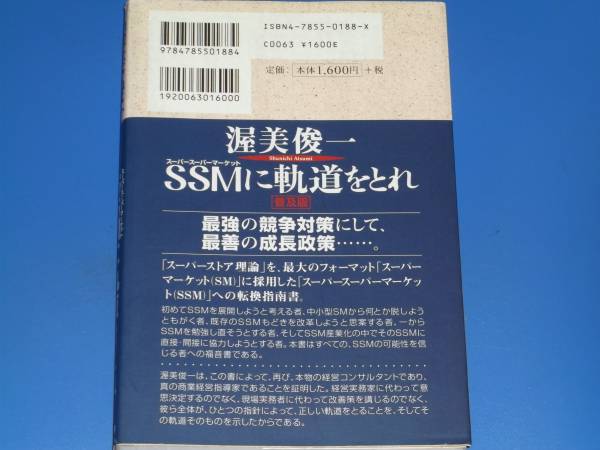 ISBN4-7855-0188-X
C0063 ¥1600E
定価: 本体1,600円 +税
9784785501884
1920063016000
渥美俊一
Shunichi Atsumi
スーパースーパーマーケット
SSMに軌道をとれ
普及版
最強の競争対策にして、
最善の成長政策……。
「スーパーストア理論」を、最大のフォーマット「スーパー
マーケット(SM)」に採用した「スーパースーパーマーケッ
ト(SSM)」への転換指南書。
初めてSSMを展開しようと考える者、中小型SMから何とか脱しよう
ともがく者、既存のSSMもどきを改革しようと思案する者、一から
SSMを勉強し直そうとする者、そしてSSM産業化の中でそのSSMに
直接・間接に協力しようとする者。本書はすべての、SSMの可能性を信
じる者への福音書である。
渥美俊一は、この書によって、再び、本物の経営コンサルタントであり、
真の商業経営指導家であることを証明した。経営実務家に代わって意
思決定するのでなく、現場実務者に代わって改善策を講じるのでなく、
彼ら全体が、ひとつの指針によって、正しい軌道をとることを、そしてそ
の軌道そのものを示したからである。